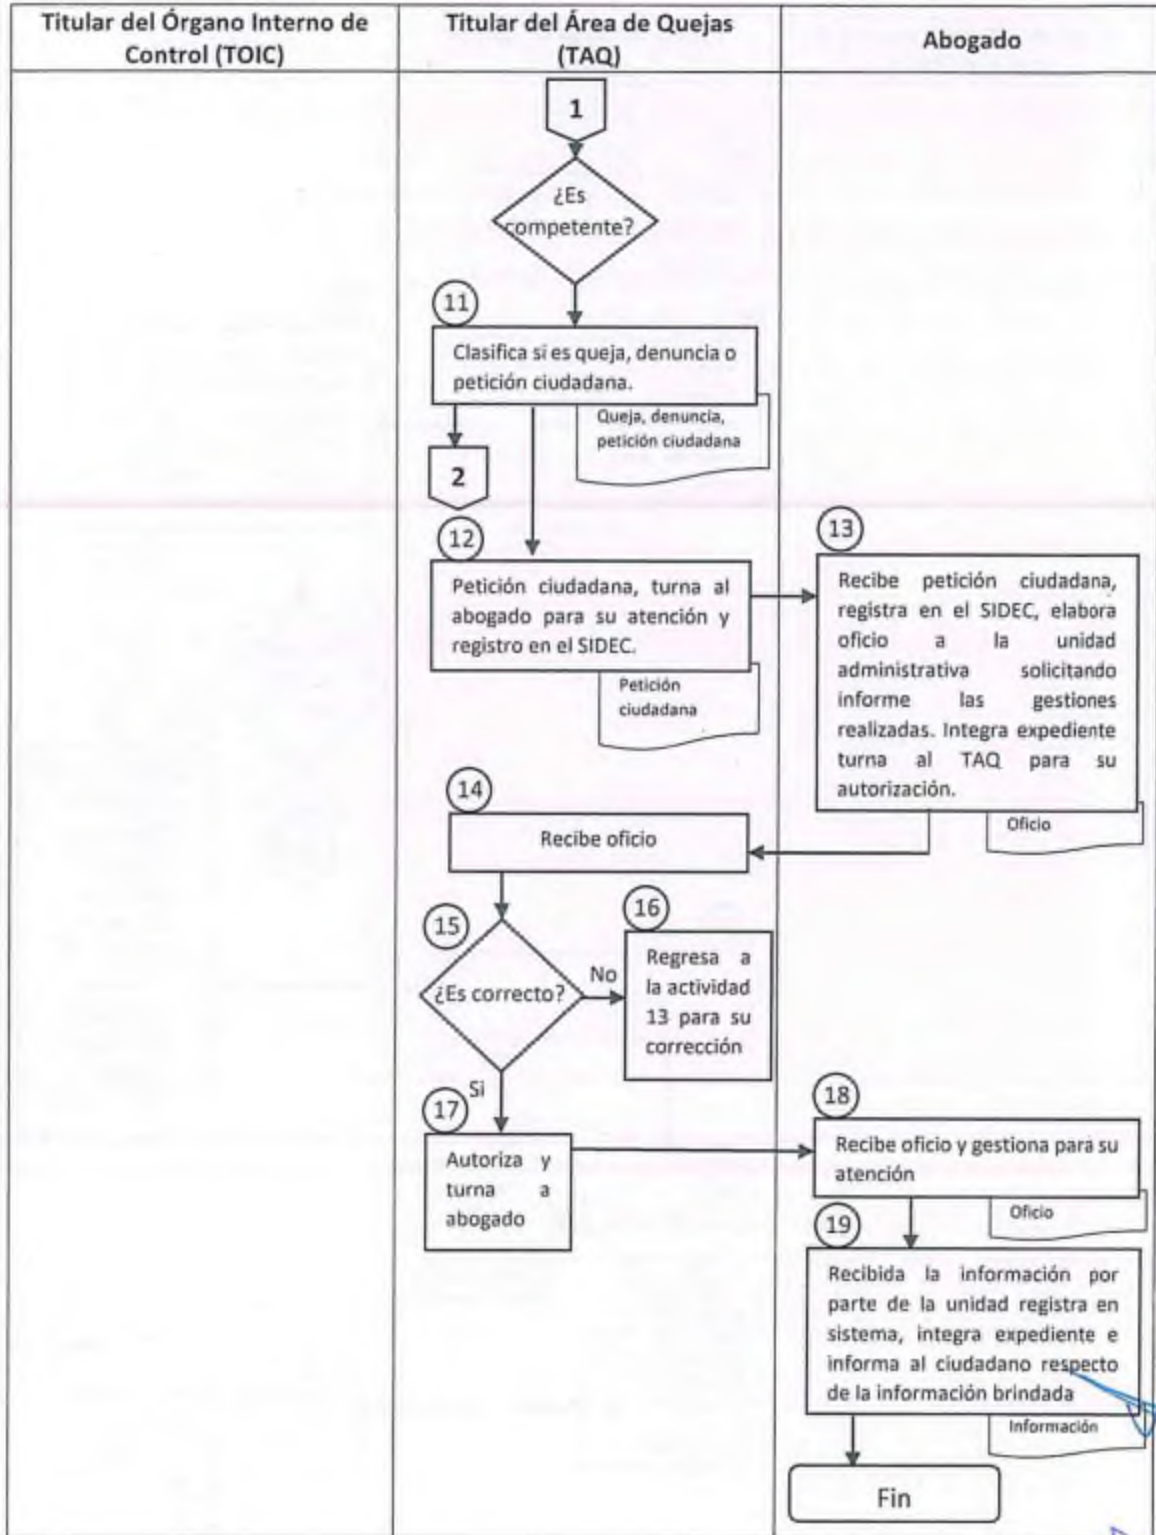 Titular del Órgano Interno de
Control (TOIC)
Titular del Área de Quejas
(TAQ)
Abogado
1
¿Es
competente?
11
Clasifica si es queja, denuncia o
petición ciudadana.
Queja, denuncia,
petición ciudadana
2
12
Petición ciudadana, turna al
abogado para su atención y
registro en el SIDEC.
Petición
ciudadana
13
Recibe petición ciudadana,
registra en el SIDEC, elabora
oficio a la unidad
administrativa solicitando
informe las gestiones
realizadas. Integra expediente
turna al TAQ para su
autorización.
Oficio
14
Recibe oficio
15
¿Es correcto?
No
16
Regresa a
la actividad
13 para su
corrección
Si
17
Autoriza y
turna a
abogado
18
Recibe oficio y gestiona para su
atención
Oficio
19
Recibida la información por
parte de la unidad registra en
sistema, integra expediente e
informa al ciudadano respecto
de la información brindada
Información
Fin